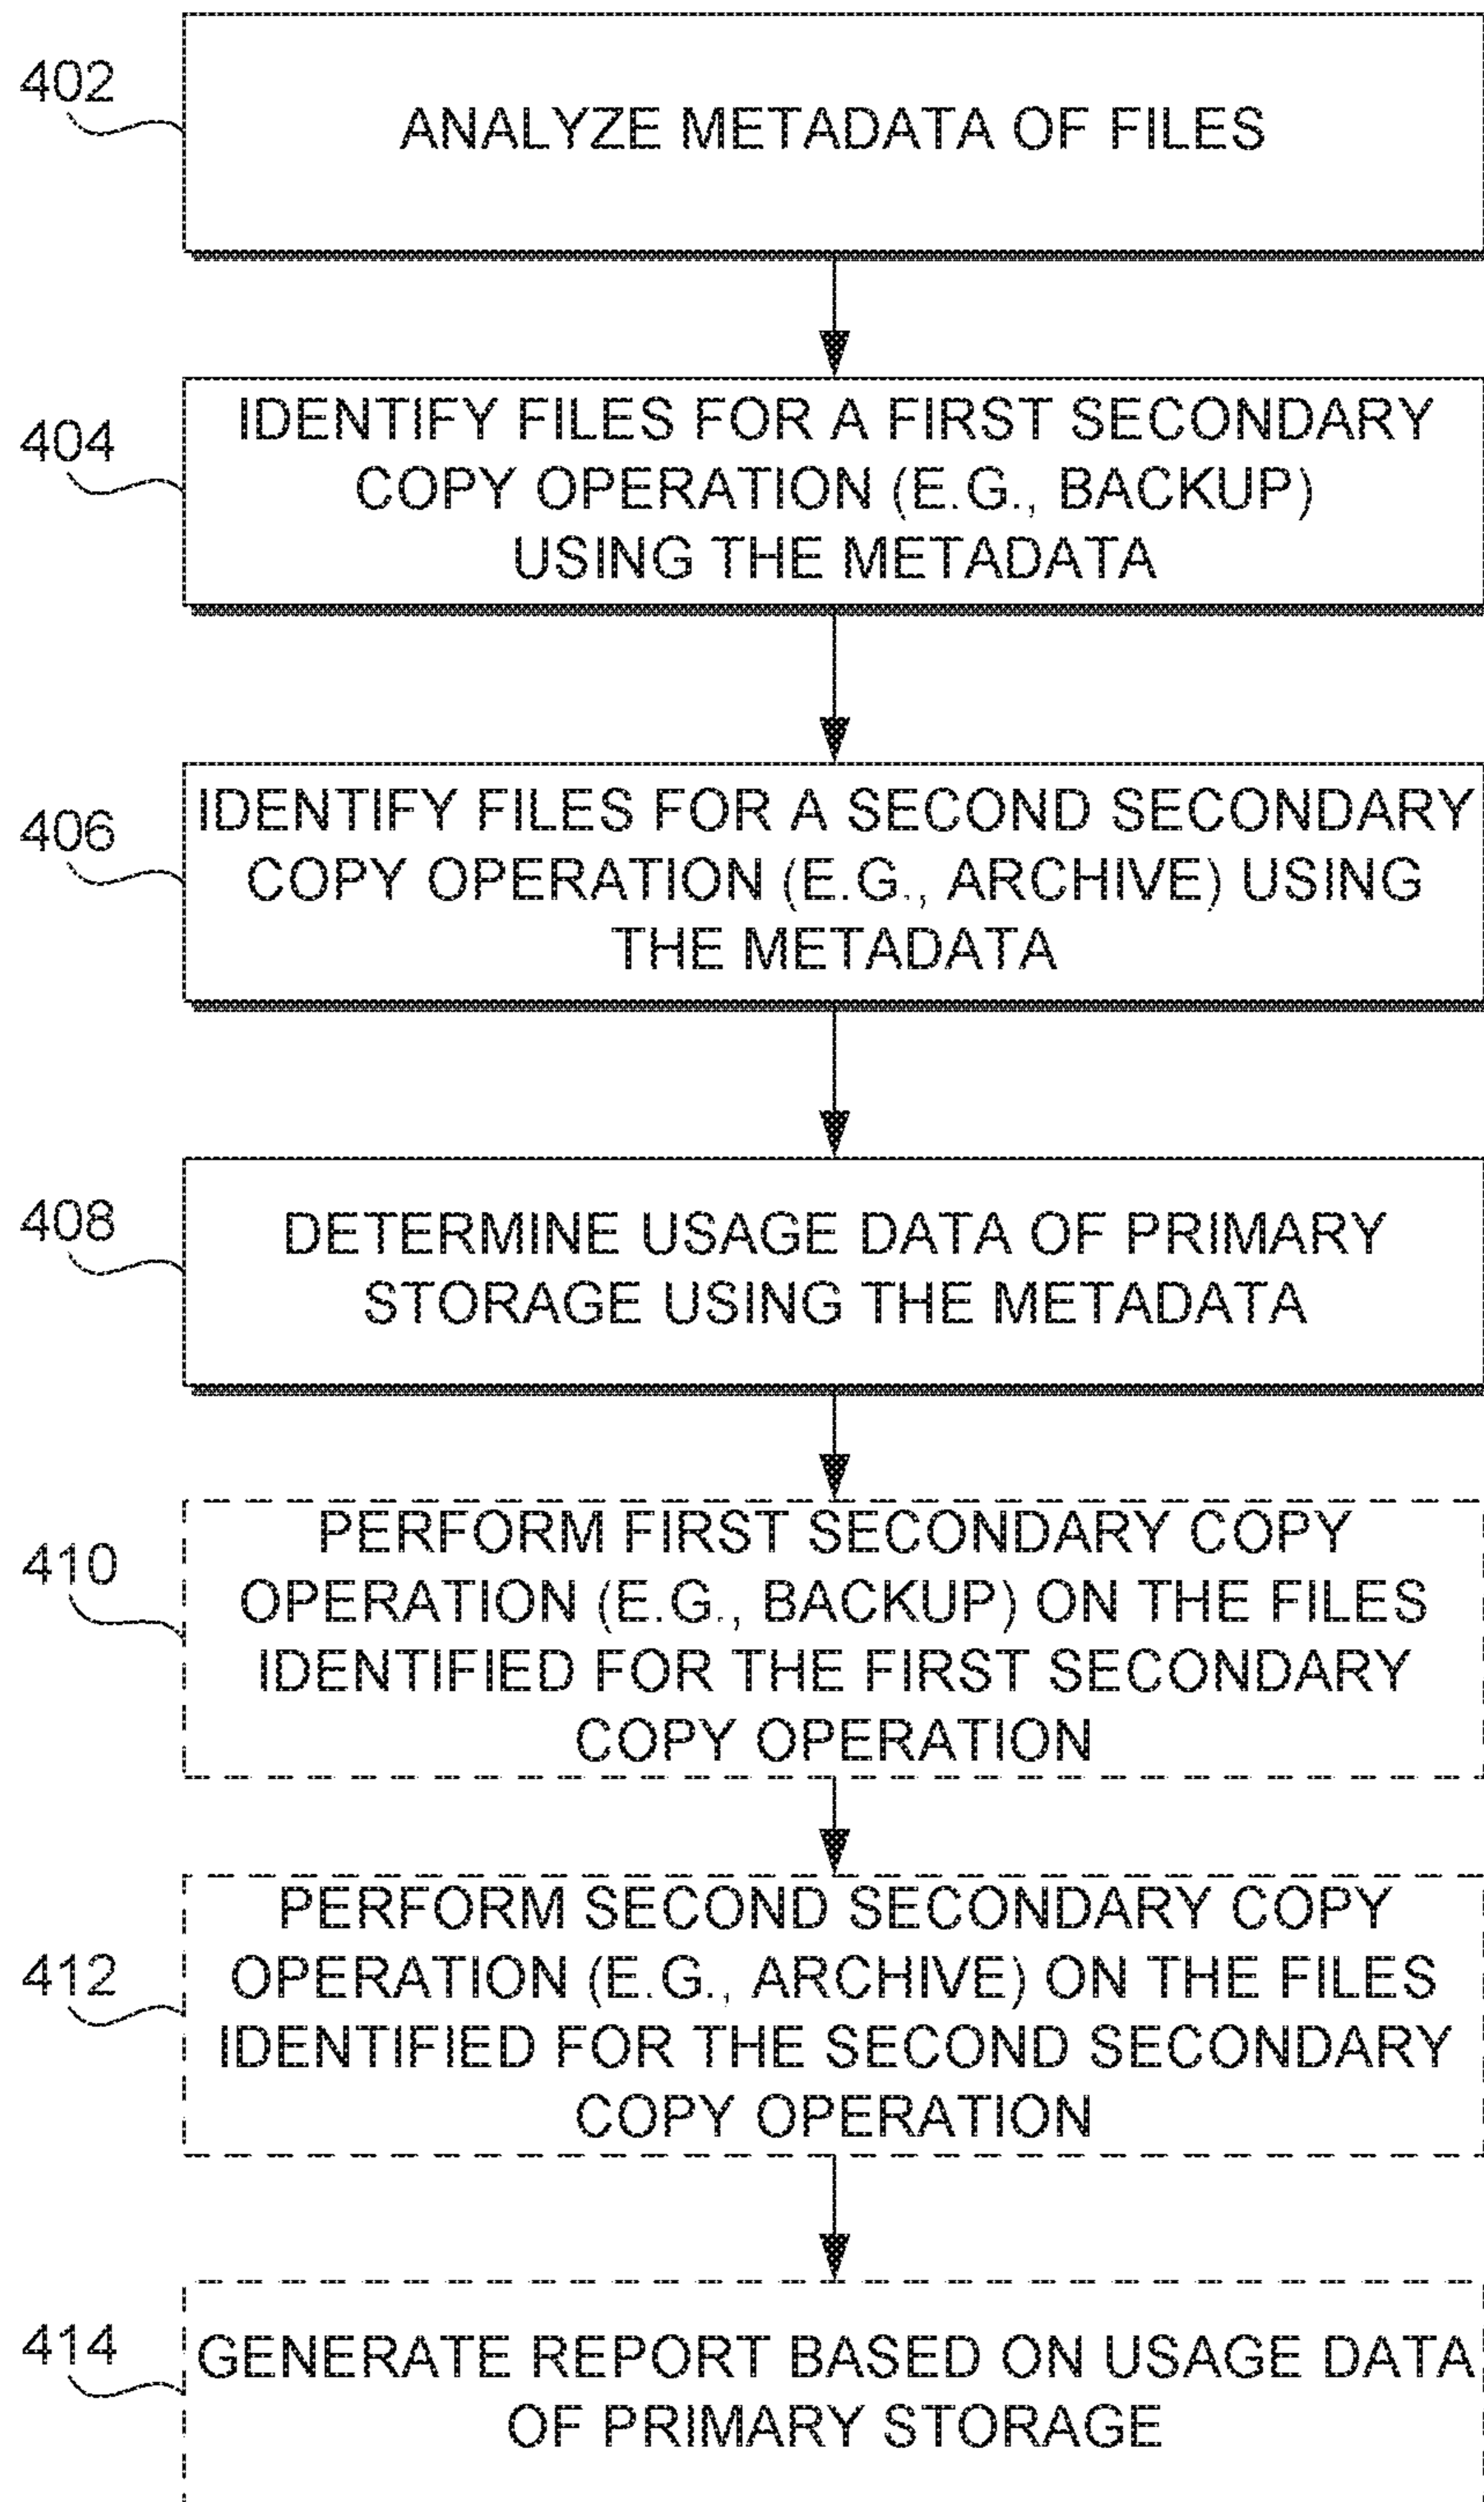 402
ANALYZE METADATA OF FILES
404
IDENTIFY FILES FOR A FIRST SECONDARY
COPY OPERATION (E.G., BACKUP)
USING THE METADATA
406
IDENTIFY FILES FOR A SECOND SECONDARY
COPY OPERATION (E.G., ARCHIVE) USING
THE METADATA
408
DETERMINE USAGE DATA OF PRIMARY
STORAGE USING THE METADATA
410
PERFORM FIRST SECONDARY COPY
OPERATION (E.G., BACKUP) ON THE FILES
IDENTIFIED FOR THE FIRST SECONDARY
COPY OPERATION
412
PERFORM SECOND SECONDARY COPY
OPERATION (E.G., ARCHIVE) ON THE FILES
IDENTIFIED FOR THE SECOND SECONDARY
COPY OPERATION
414
GENERATE REPORT BASED ON USAGE DATA
OF PRIMARY STORAGE